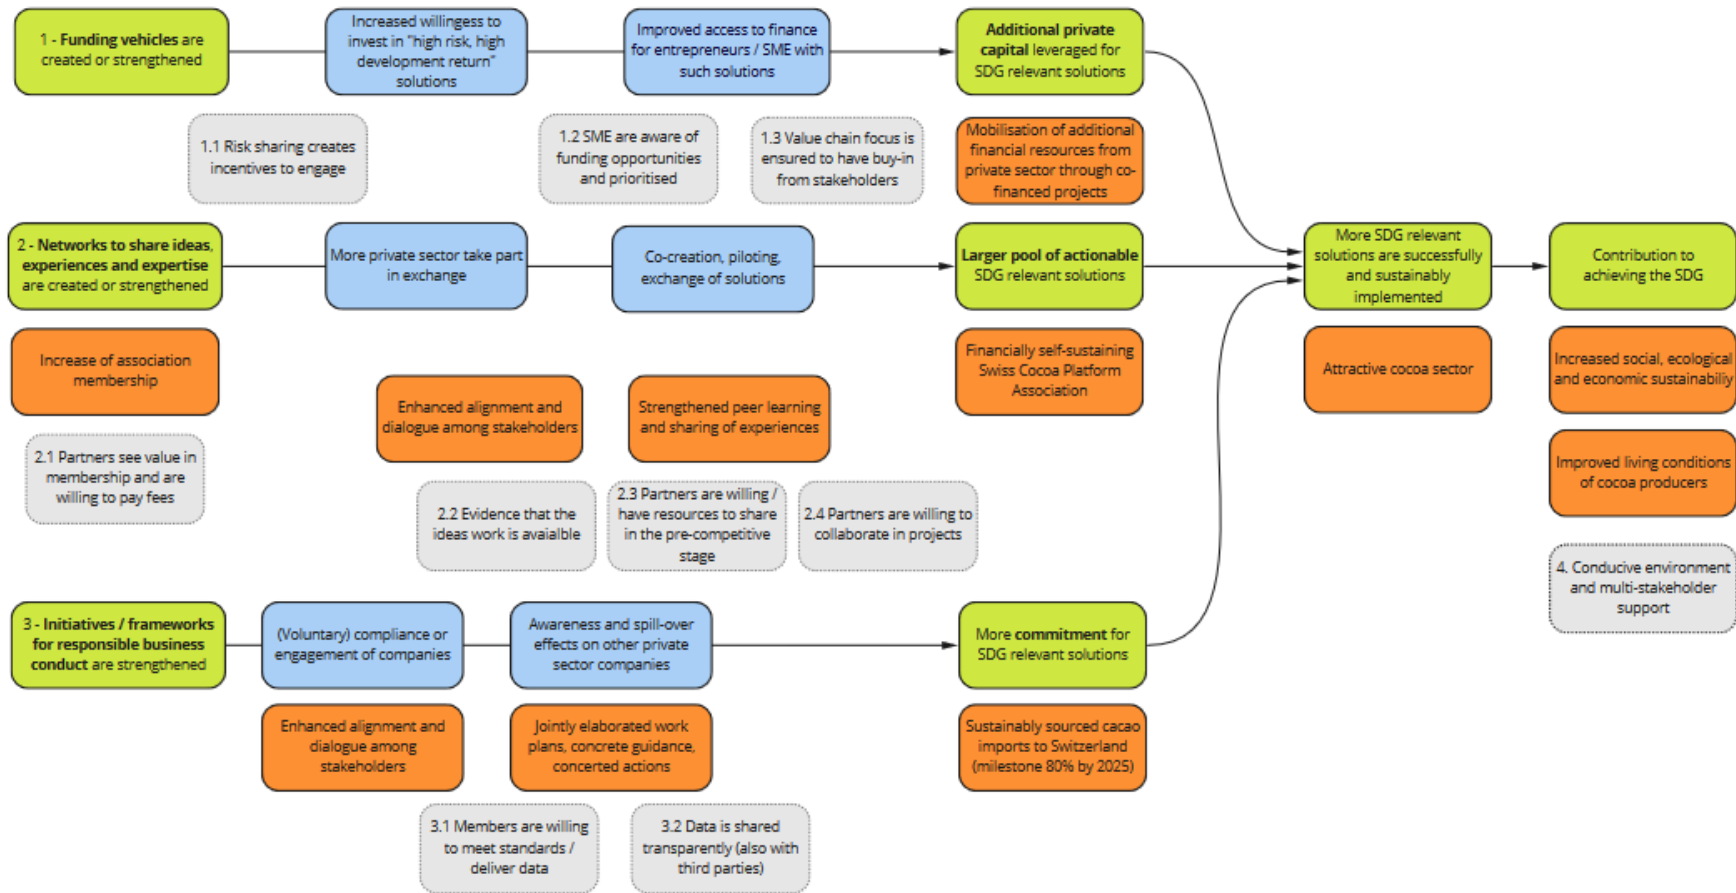 1 - Funding vehicles are
created or strengthened
Increased willingess to
invest in "high risk, high
development return"
solutions
Improved access to finance
for entrepreneurs / SME with
such solutions
Additional private
capital leveraged for
SDG relevant solutions
1.1 Risk sharing creates
incentives to engage
1.2 SME are aware of
funding opportunities
and prioritised
1.3 Value chain focus is
ensured to have buy-in
from stakeholders
Mobilisation of additional
financial resources from
private sector through co-
financed projects
2 - Networks to share ideas,
experiences and expertise
are created or strengthened
More private sector take part
in exchange
Co-creation, piloting,
exchange of solutions
Larger pool of actionable
SDG relevant solutions
More SDG relevant
solutions are successfully
and sustainably
implemented
Contribution to
achieving the SDG
Increase of association
membership
Enhanced alignment and
dialogue among stakeholders
Strengthened peer learning
and sharing of experiences
Financially self-sustaining
Swiss Cocoa Platform
Association
Attractive cocoa sector
Increased social, ecological
and economic sustainabiliy
2.1 Partners see value in
membership and are
willing to pay fees
2.2 Evidence that the
ideas work is avaialble
2.3 Partners are willing /
have resources to share
in the pre-competitive
stage
2.4 Partners are willing to
collaborate in projects
Improved living conditions
of cocoa producers
4. Conducive environment
and multi-stakeholder
support
3 - Initiatives / frameworks
for responsible business
conduct are strengthened
(Voluntary) compliance or
engagement of companies
Awareness and spill-over
effects on other private
sector companies
More commitment for
SDG relevant solutions
Enhanced alignment and
dialogue among
stakeholders
Jointly elaborated work
plans, concrete guidance,
concerted actions
Sustainably sourced cacao
imports to Switzerland
(milestone 80% by 2025)
3.1 Members are willing
to meet standards /
deliver data
3.2 Data is shared
transparently (also with
third parties)